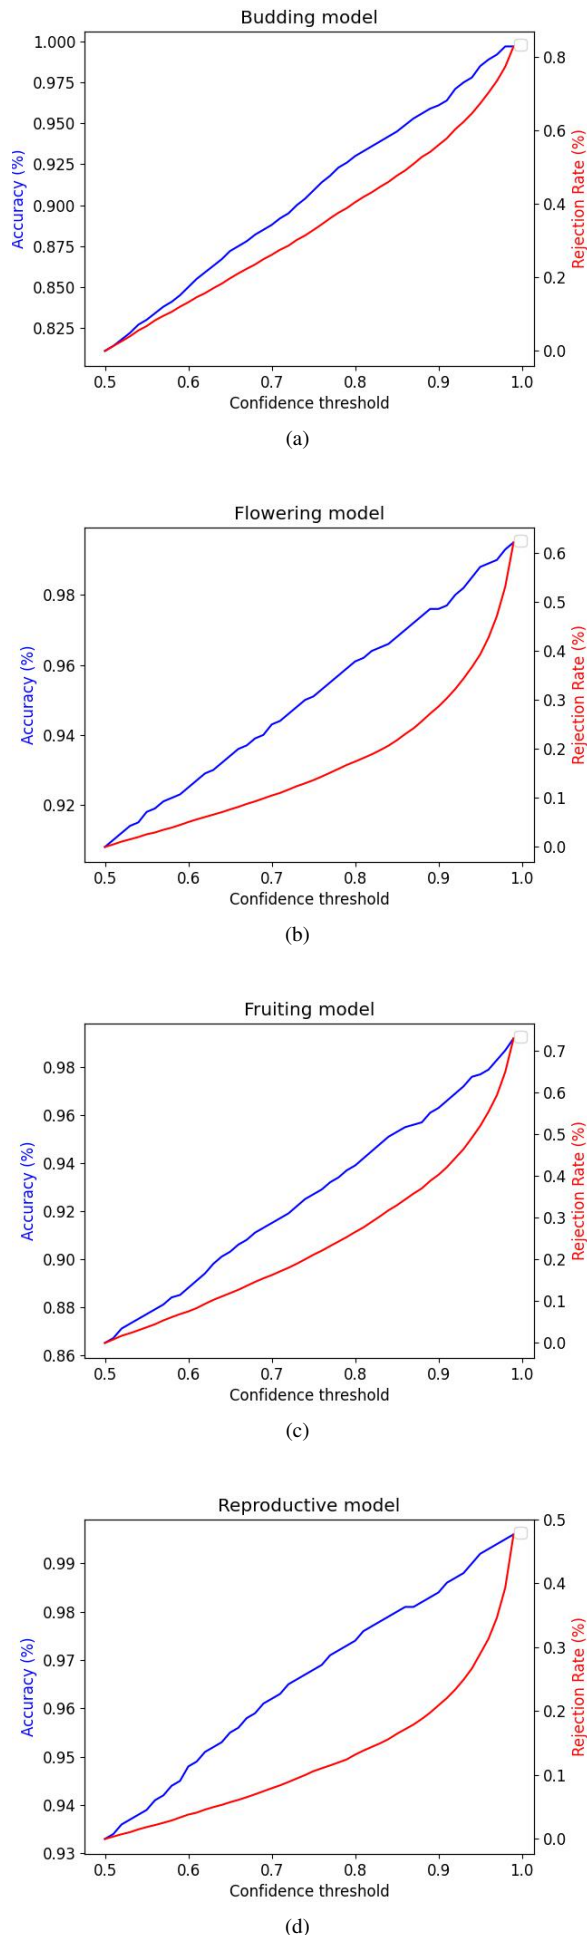 Budding model
1.000
0.975
0.950
0.925
0.900
0.875
0.850
0.825
Accuracy (%)
0.8
0.6
0.4
0.2
0.0
Rejection Rate (%)
0.5 0.6 0.7 0.8 0.9 1.0
Confidence threshold
(a)
Flowering model
0.98
0.96
0.94
0.92
Accuracy (%)
0.6
0.5
0.4
0.3
0.2
0.1
0.0
Rejection Rate (%)
0.5 0.6 0.7 0.8 0.9 1.0
Confidence threshold
(b)
Fruiting model
0.98
0.96
0.94
0.92
0.90
0.88
0.86
Accuracy (%)
0.7
0.6
0.5
0.4
0.3
0.2
0.1
0.0
Rejection Rate (%)
0.5 0.6 0.7 0.8 0.9 1.0
Confidence threshold
(c)
Reproductive model
0.99
0.98
0.97
0.96
0.95
0.94
0.93
Accuracy (%)
0.5
0.4
0.3
0.2
0.1
0.0
Rejection Rate (%)
0.5 0.6 0.7 0.8 0.9 1.0
Confidence threshold
(d)